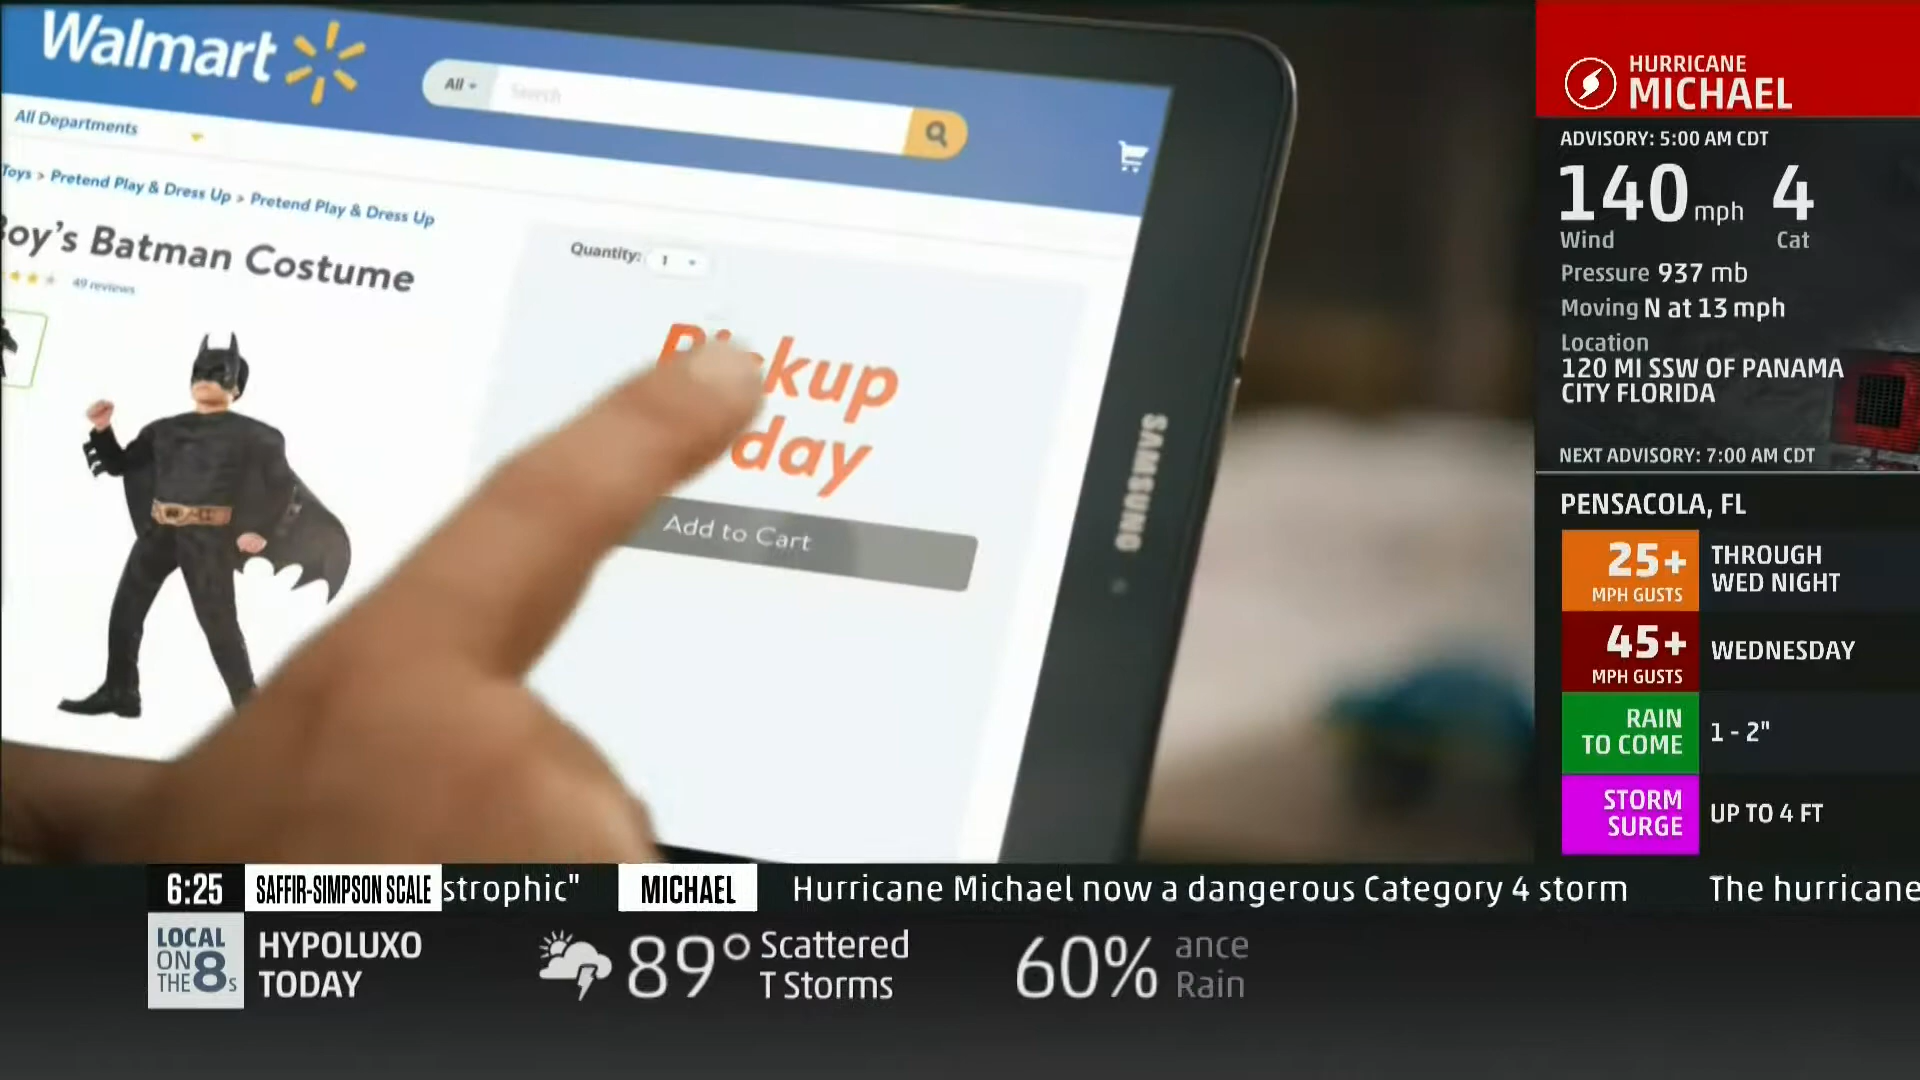 Walmart
All
Search
All Departments
Toys > Pretend Play & Dress Up > Pretend Play & Dress Up
oy's Batman Costume
49 reviews
Quantity: 1
kup
day
Add to Cart
SAMSUNG
HURRICANE
MICHAEL
ADVISORY: 5:00 AM CDT
140 mph 4
Wind Cat
Pressure 937 mb
Moving N at 13 mph
Location
120 MI SSW OF PANAMA
CITY FLORIDA
NEXT ADVISORY: 7:00 AM CDT
PENSACOLA, FL
25+
MPH GUSTS
THROUGH
WED NIGHT
45+
MPH GUSTS
WEDNESDAY
RAIN
TO COME
1 - 2"
STORM
SURGE
UP TO 4 FT
6:25 SAFFIR-SIMPSON SCALE strophic" MICHAEL Hurricane Michael now a dangerous Category 4 storm The hurricane
LOCAL
ON
THE 8s
HYPOLUXO
TODAY
89° Scattered
T Storms
60% ance
Rain